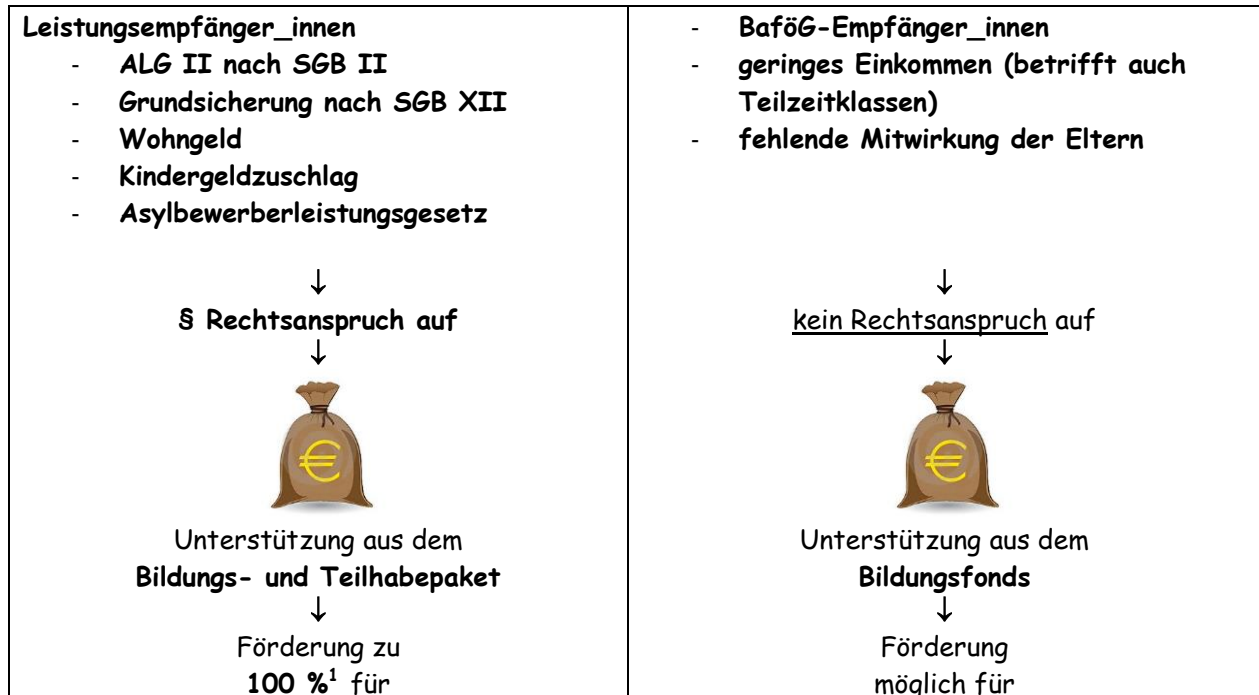 Leistungsempfänger_innen
- ALG II nach SGB II
- Grundsicherung nach SGB XII
- Wohngeld
- Kindergeldzuschlag
- Asylbewerberleistungsgesetz
↓
§ Rechtsanspruch auf
↓
€
Unterstützung aus dem
Bildungs- und Teilhabepaket
↓
Förderung zu
100 %¹ für
- BaföG-Empfänger_innen
- geringes Einkommen (betrifft auch
Teilzeitklassen)
- fehlende Mitwirkung der Eltern
↓
kein Rechtsanspruch auf
↓
€
Unterstützung aus dem
Bildungsfonds
↓
Förderung
möglich für